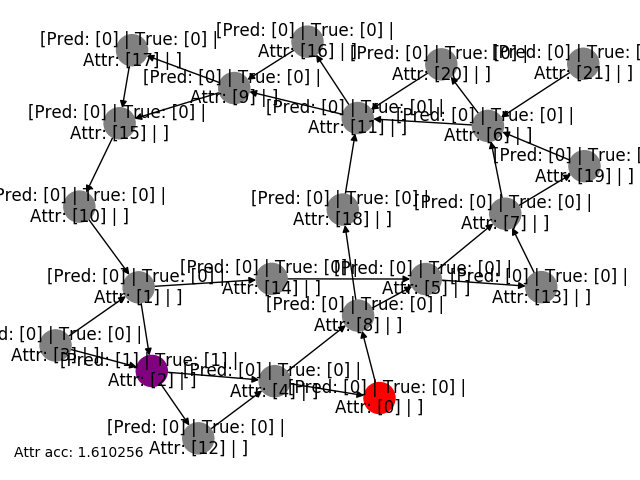 [Pred: [0] | True: [0] |
Attr: [17] | ]
[Pred: [0] | True: [0] |
Attr: [16] | ]
[Pred: [0] | True: [0] |
Attr: [20] | ]
[Pred: [0] | True: [
Attr: [21] | ]
[Pred: [0] | True: [0] |
Attr: [9] | ]
[Pred: [0] | True: [0] |
Attr: [15] | ]
[Pred: [0] | True: [0] |
Attr: [11] | ]
[Pred: [0] | True: [0] |
Attr: [6] | ]
[Pred: [0] | True: [
Attr: [19] | ]
Pred: [0] | True: [0] |
Attr: [10] | ]
[Pred: [0] | True: [0] |
Attr: [18] | ]
[Pred: [0] | True: [0] |
Attr: [7] | ]
[Pred: [0] | True: [0] |
Attr: [1] | ]
[Pred: [0] | True: [0] |
Attr: [14] | ]
[Pred: [0] | True: [0] |
Attr: [5] | ]
[Pred: [0] | True: [0] |
Attr: [13] | ]
[Pred: [0] | True: [0] |
Attr: [8] | ]
d: [0] | True: [0] |
Attr: [3] | ]
[Pred: [1] | True: [1] |
Attr: [2] | ]
[Pred: [0] | True: [0] |
Attr: [4] | ]
[Pred: [0] | True: [0] |
Attr: [0] | ]
[Pred: [0] | True: [0] |
Attr: [12] | ]
Attr acc: 1.610256